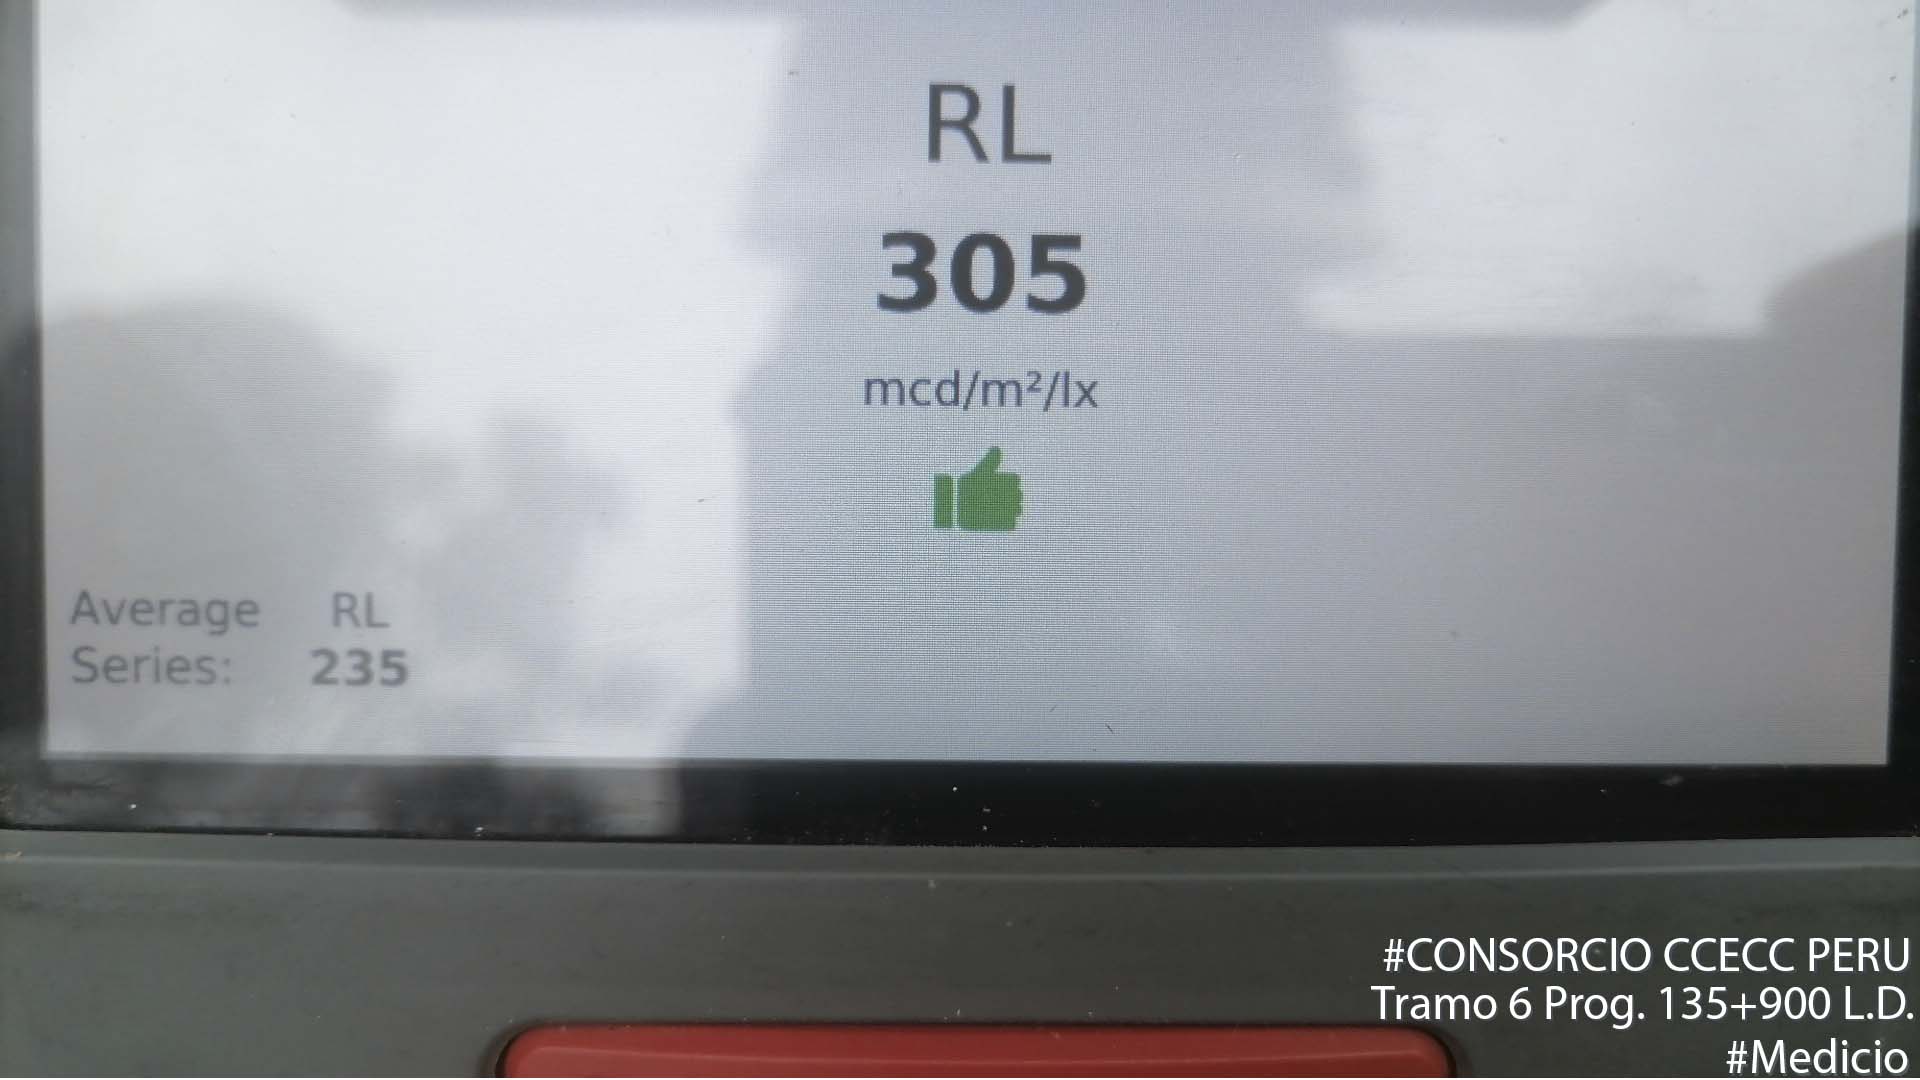 RL
305
mcd/m²/lx
Average RL
Series: 235
#CONSORCIO CCECC PERU
Tramo 6 Prog. 135+900 L.D.
#Medicio